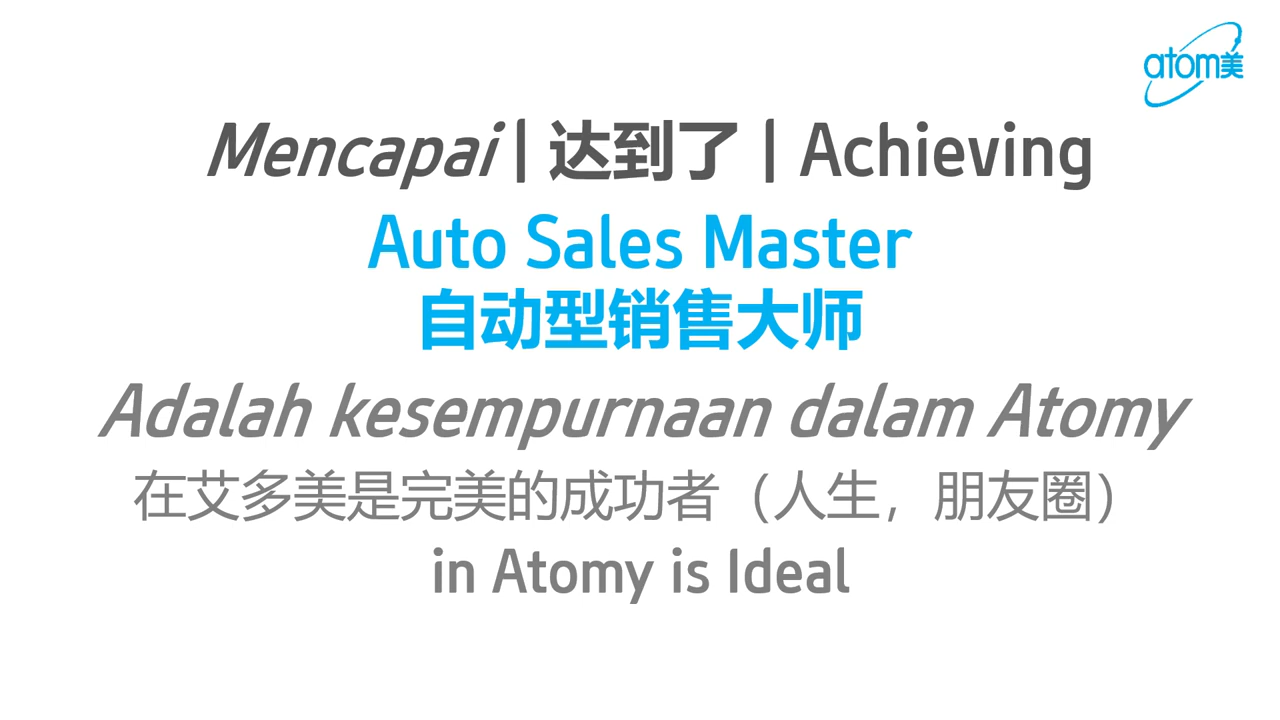 atom美
Mencapai | 达到了 | Achieving
Auto Sales Master
自动型销售大师
Adalah kesempurnaan dalam Atomy
在艾多美是完美的成功者（人生，朋友圈）
in Atomy is Ideal